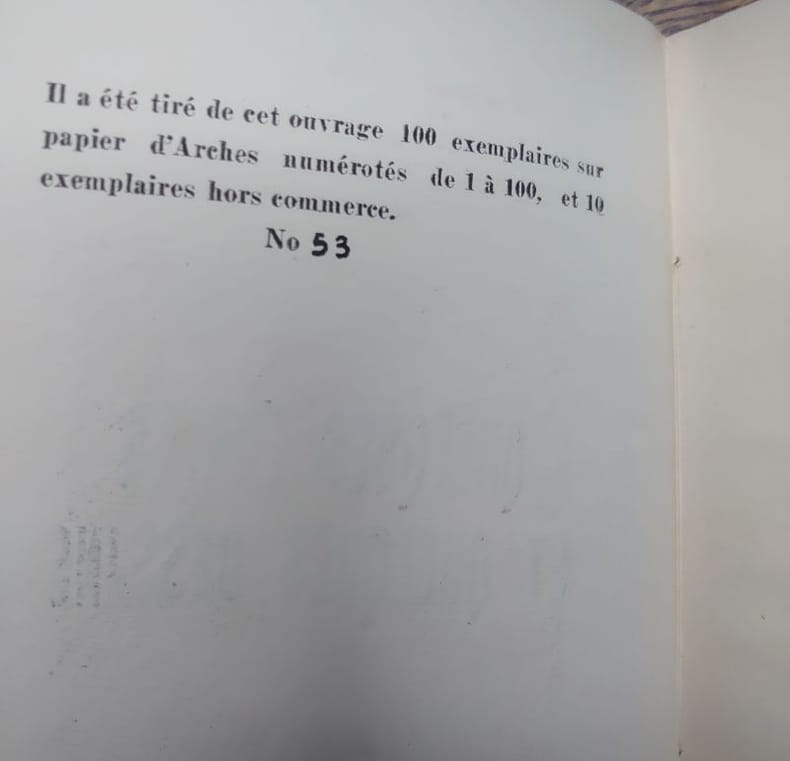 Il a été tiré de cet ouvrage 100 exemplaires sur
papier d'Arches numérotés de 1 à 100, et 10
exemplaires hors commerce.
No 53